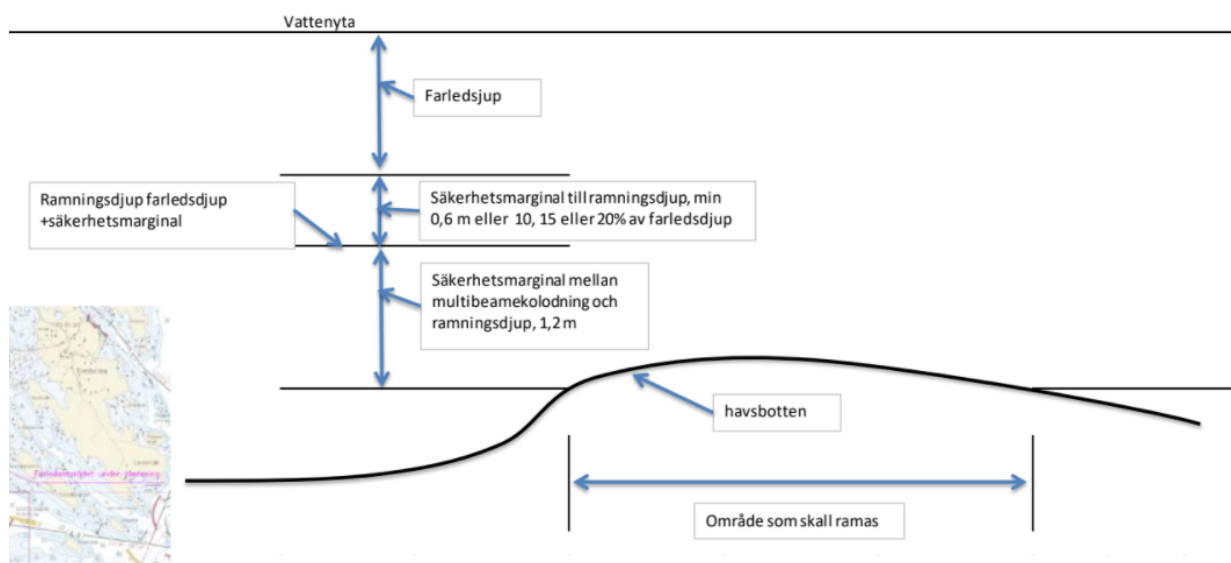 Vattenyta
Farledsjup
Ramningsdjup farledsdjup
+säkerhetsmarginal
Säkerhetsmarginal till ramningsdjup, min
0,6 m eller 10, 15 eller 20% av farledsdjup
Säkerhetsmarginal mellan
multibeamekolodning och
ramningsdjup, 1,2 m
havsbotten
Område som skall ramas